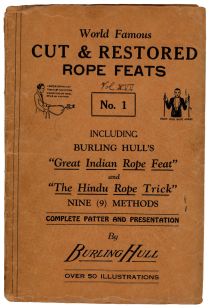 World Famous
CUT & RESTORED
ROPE FEATS
No. 1
INCLUDING
BURLING HULL'S
"Great Indian Rope Feat"
and
"The Hindu Rope Trick"
NINE (9) METHODS
COMPLETE PATTER AND PRESENTATION
By
BURLING HULL
OVER 50 ILLUSTRATIONS